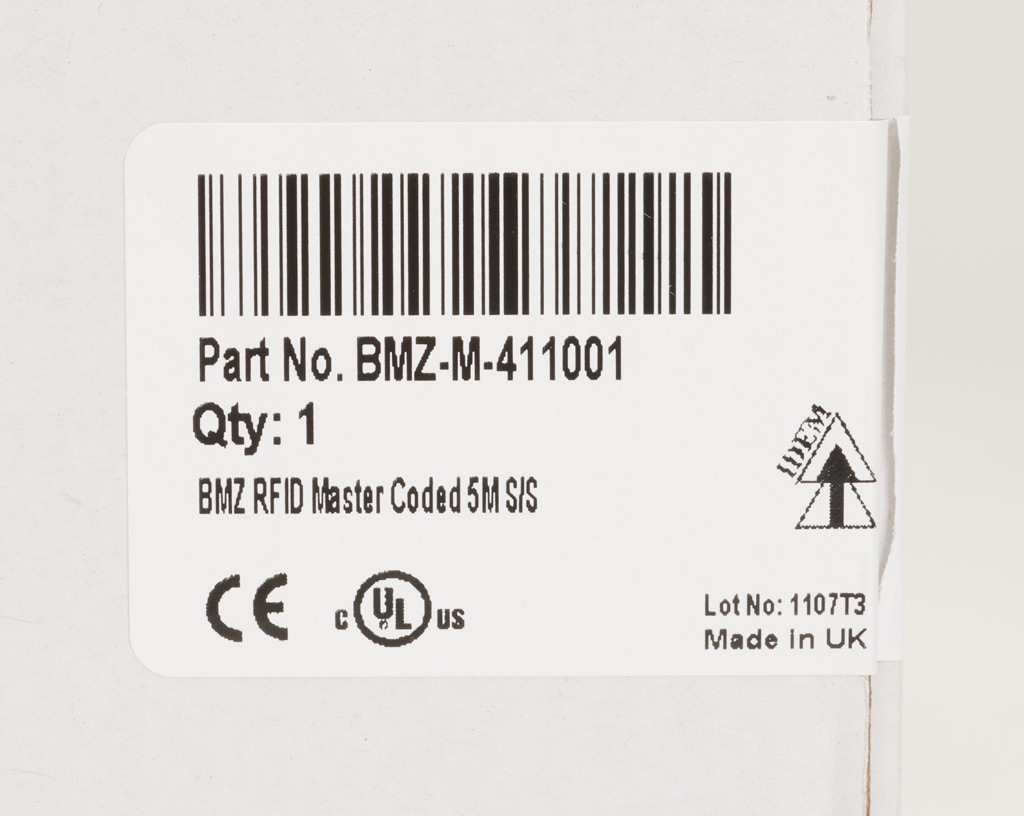 Part No. BMZ-M-411001
Qty: 1
BMZ RFID Master Coded 5M S/S
IDEM
CE
C UL US
Lot No: 1107T3
Made in UK